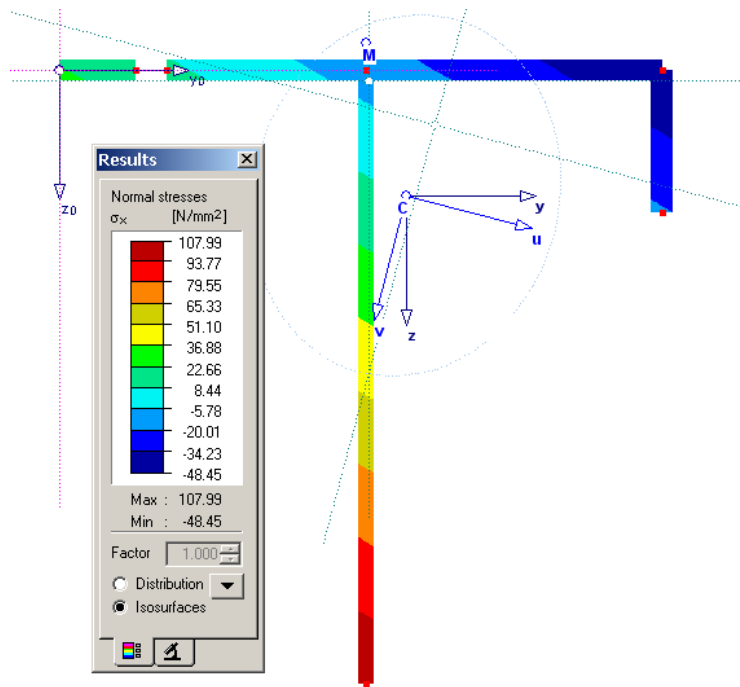 M
y0
z0
C
y
u
v
z
Results
Normal stresses
σx [N/mm²]
107.99
93.77
79.55
65.33
51.10
36.88
22.66
8.44
-5.78
-20.01
-34.23
-48.45
Max : 107.99
Min : -48.45
Factor 1.000
Distribution
Isosurfaces